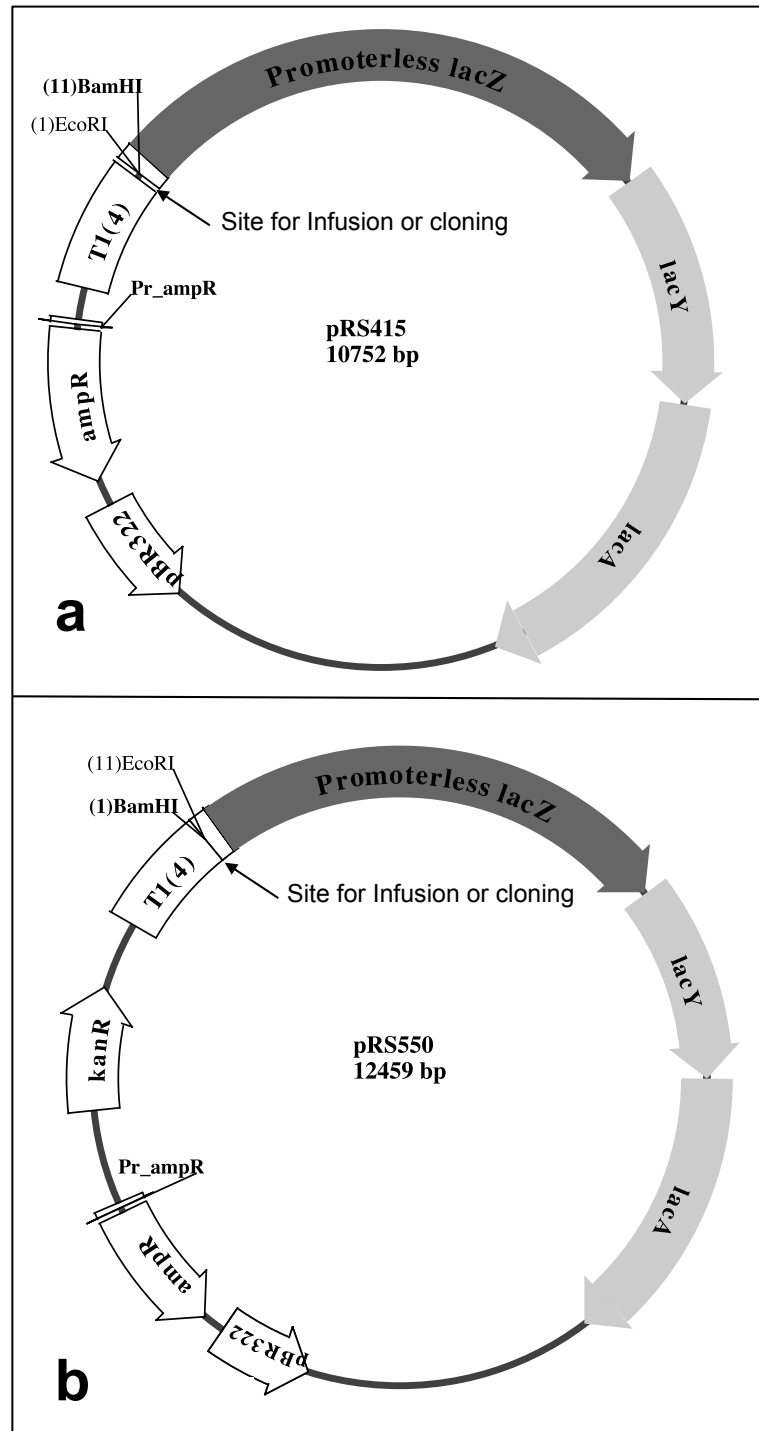 Promoterless lacZ
(11)BamHI
(1)EcoRI
Site for Infusion or cloning
T1(4)
Pr_ampR
lacY
pRS415
10752 bp
ampR
pBR322
lacA
a
Promoterless lacZ
(11)EcoRI
(1)BamHI
T1(4)
Site for Infusion or cloning
lacY
kanR
pRS550
12459 bp
Pr_ampR
ampR
lacA
pBR322
b